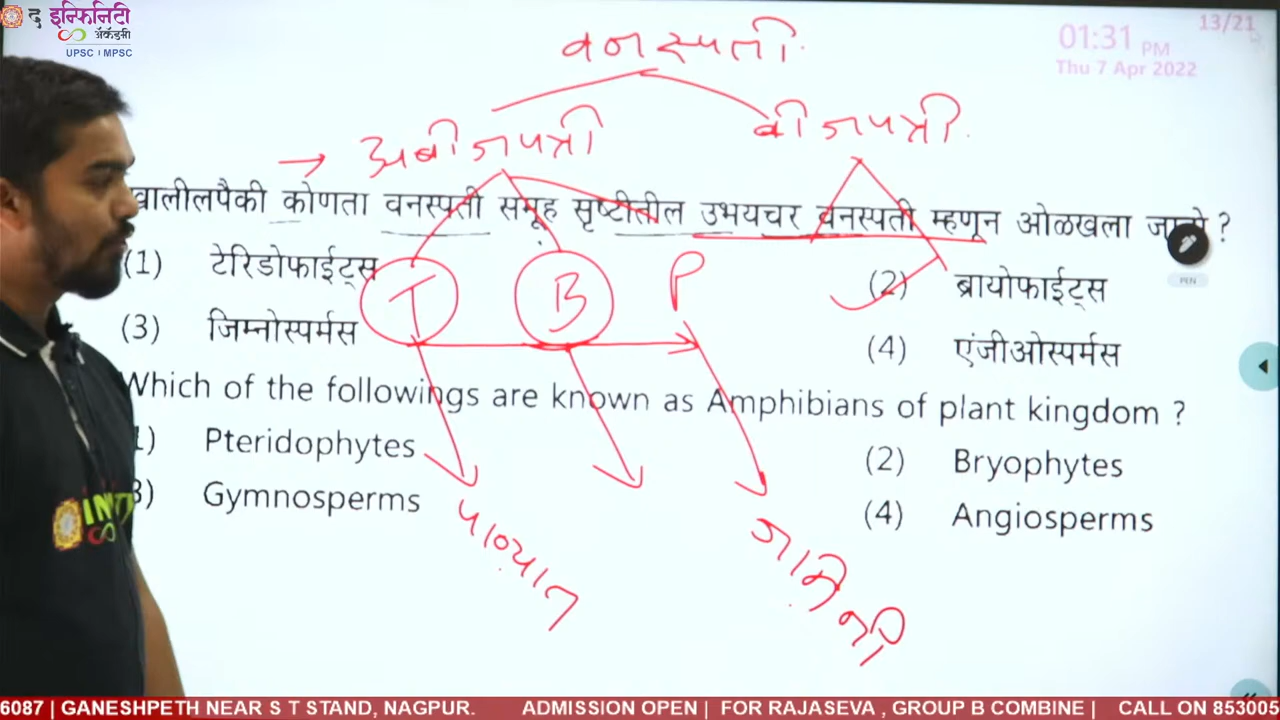 द इन्फिनिटी
अ‍ॅकॅडमी
UPSC | MPSC
13/21
01:31 PM
Thu 7 Apr 2022
वनस्पती
→ अबीजपत्री
बीजपत्री
खालीलपैकी कोणता वनस्पती समूह सृष्टीतील उभयचर वनस्पती म्हणून ओळखला जातो ?
(1) टेरिडोफाईट्स
(2) ब्रायोफाईट्स
T
B
P
PEN
(3) जिम्नोस्पर्मस
(4) एंजीओस्पर्मस
Which of the followings are known as Amphibians of plant kingdom ?
1) Pteridophytes
(2) Bryophytes
3) Gymnosperms
(4) Angiosperms
पाण्यात
6087 | GANESHPETH NEAR S T STAND, NAGPUR. ADMISSION OPEN | FOR RAJASEVA , GROUP B COMBINE | CALL ON 853005